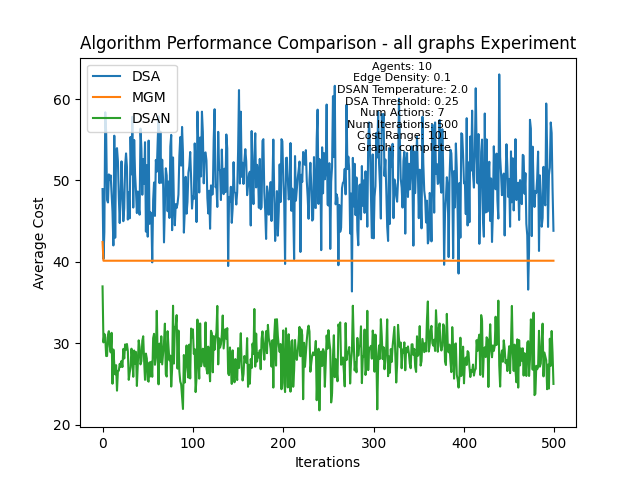 Algorithm Performance Comparison - all graphs Experiment
DSA
MGM
DSAN
Agents: 10
Edge Density: 0.1
DSAN Temperature: 2.0
DSA Threshold: 0.25
Num Actions: 7
Num Iterations: 500
Cost Range: 101
Graph: complete
Average Cost
60
50
40
30
20
0
100
200
300
400
500
Iterations